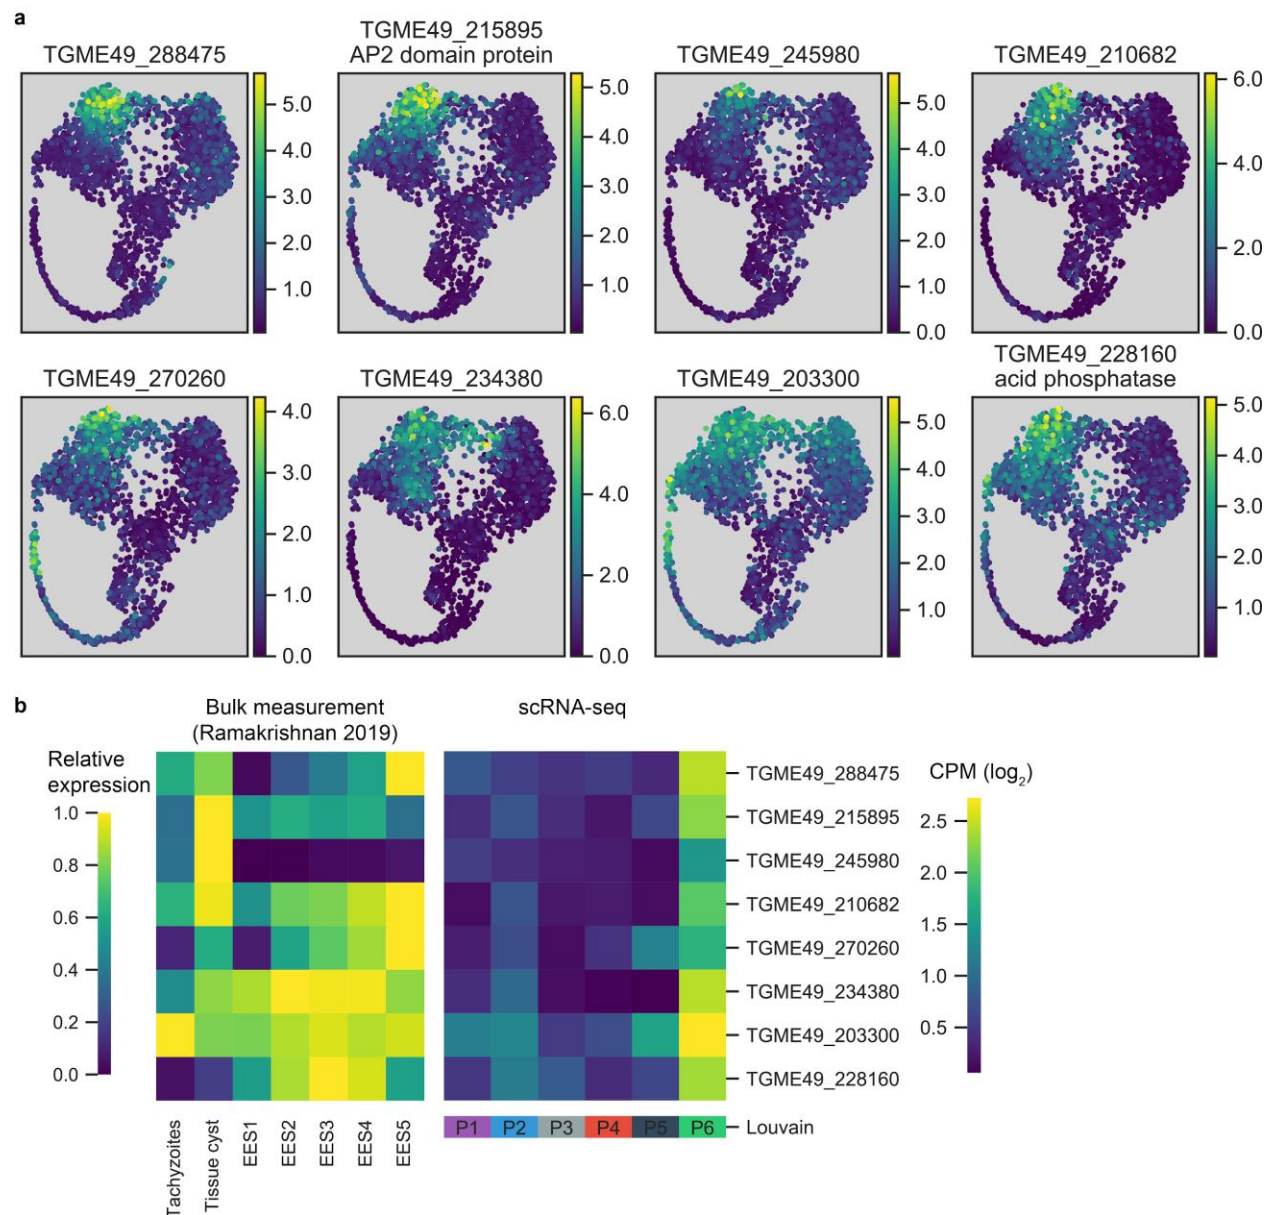 a
TGME49_288475
TGME49_215895
AP2 domain protein
TGME49_245980
TGME49_210682
5.0
4.0
3.0
2.0
1.0
5.0
4.0
3.0
2.0
1.0
5.0
4.0
3.0
2.0
1.0
0.0
6.0
4.0
2.0
0.0
TGME49_270260
TGME49_234380
TGME49_203300
TGME49_228160
acid phosphatase
4.0
3.0
2.0
1.0
0.0
6.0
4.0
2.0
0.0
5.0
4.0
3.0
2.0
1.0
5.0
4.0
3.0
2.0
1.0
b
Bulk measurement
(Ramakrishnan 2019)
scRNA-seq
Relative
expression
1.0
0.8
0.6
0.4
0.2
0.0
TGME49_288475
TGME49_215895
TGME49_245980
TGME49_210682
TGME49_270260
TGME49_234380
TGME49_203300
TGME49_228160
CPM (log2)
2.5
2.0
1.5
1.0
0.5
Tachyzoites
Tissue cyst
EES1
EES2
EES3
EES4
EES5
P1 P2 P3 P4 P5 P6 Louvain